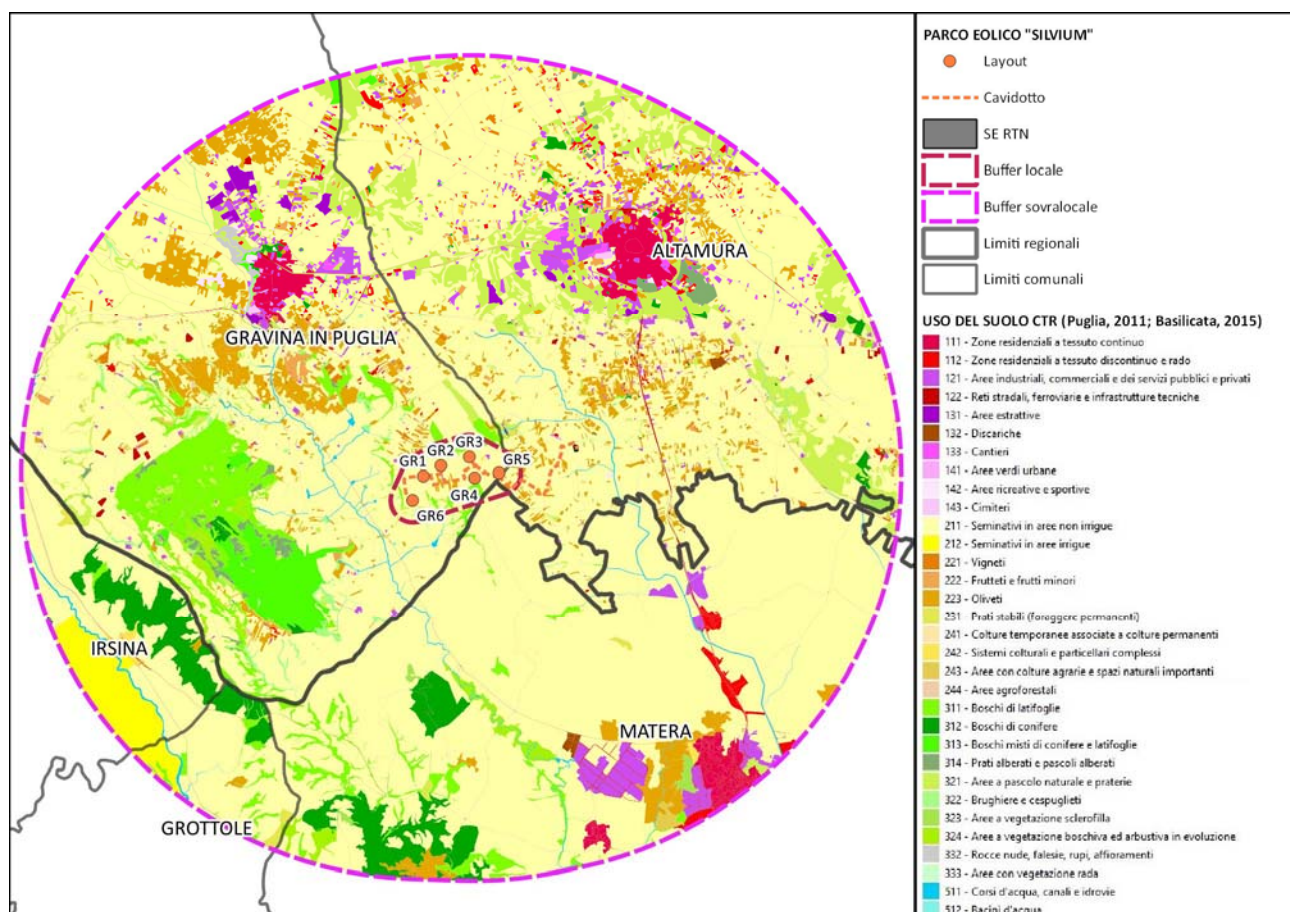 ALTAMURA
GRAVINA IN PUGLIA
GR3
GR2
GR1
GR5
GR4
GR6
IRSINA
MATERA
GROTTOLE
PARCO EOLICO "SILVIUM"
Layout
Cavidotto
SE RTN
Buffer locale
Buffer sovralocale
Limiti regionali
Limiti comunali
USO DEL SUOLO CTR (Puglia, 2011; Basilicata, 2015)
111 - Zone residenziali a tessuto continuo
112 - Zone residenziali a tessuto discontinuo e rado
121 - Aree industriali, commerciali e dei servizi pubblici e privati
122 - Reti stradali, ferroviarie e infrastrutture tecniche
131 - Aree estrattive
132 - Discariche
133 - Cantieri
141 - Aree verdi urbane
142 - Aree ricreative e sportive
143 - Cimiteri
211 - Seminativi in aree non irrigue
212 - Seminativi in aree irrigue
221 - Vigneti
222 - Frutteti e frutti minori
223 - Oliveti
231 - Prati stabili (foraggere permanenti)
241 - Colture temporanee associate a colture permanenti
242 - Sistemi colturali e particellari complessi
243 - Aree con colture agrarie e spazi naturali importanti
244 - Aree agroforestali
311 - Boschi di latifoglie
312 - Boschi di conifere
313 - Boschi misti di conifere e latifoglie
314 - Prati alberati e pascoli alberati
321 - Aree a pascolo naturale e praterie
322 - Brughiere e cespuglieti
323 - Aree a vegetazione sclerofilla
324 - Aree a vegetazione boschiva ed arbustiva in evoluzione
332 - Rocce nude, falesie, rupi, affioramenti
333 - Aree con vegetazione rada
511 - Corsi d'acqua, canali e idrovie
512 - Bacini d'acqua